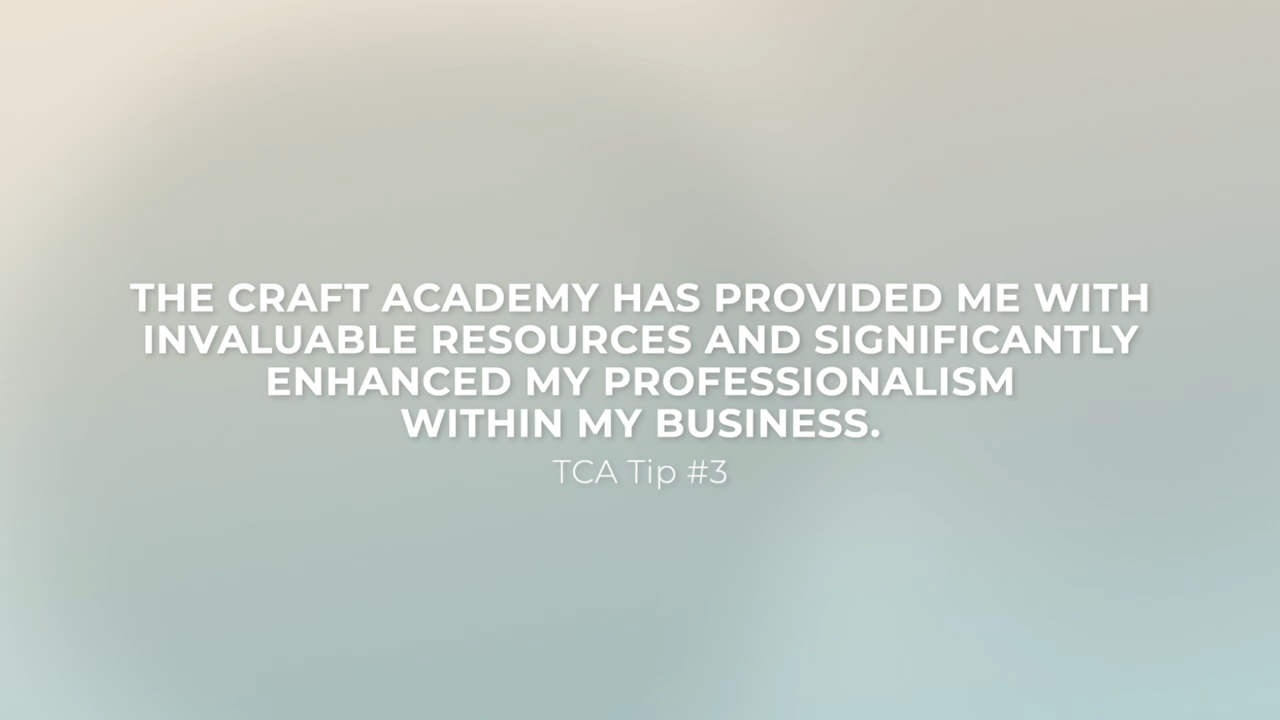 THE CRAFT ACADEMY HAS PROVIDED ME WITH
INVALUABLE RESOURCES AND SIGNIFICANTLY
ENHANCED MY PROFESSIONALISM
WITHIN MY BUSINESS.
TCA Tip #3